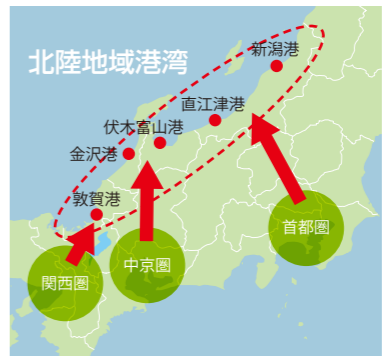 北陸地域港湾
新潟港
直江津港
伏木富山港
金沢港
敦賀港
首都圏
中京圏
関西圏